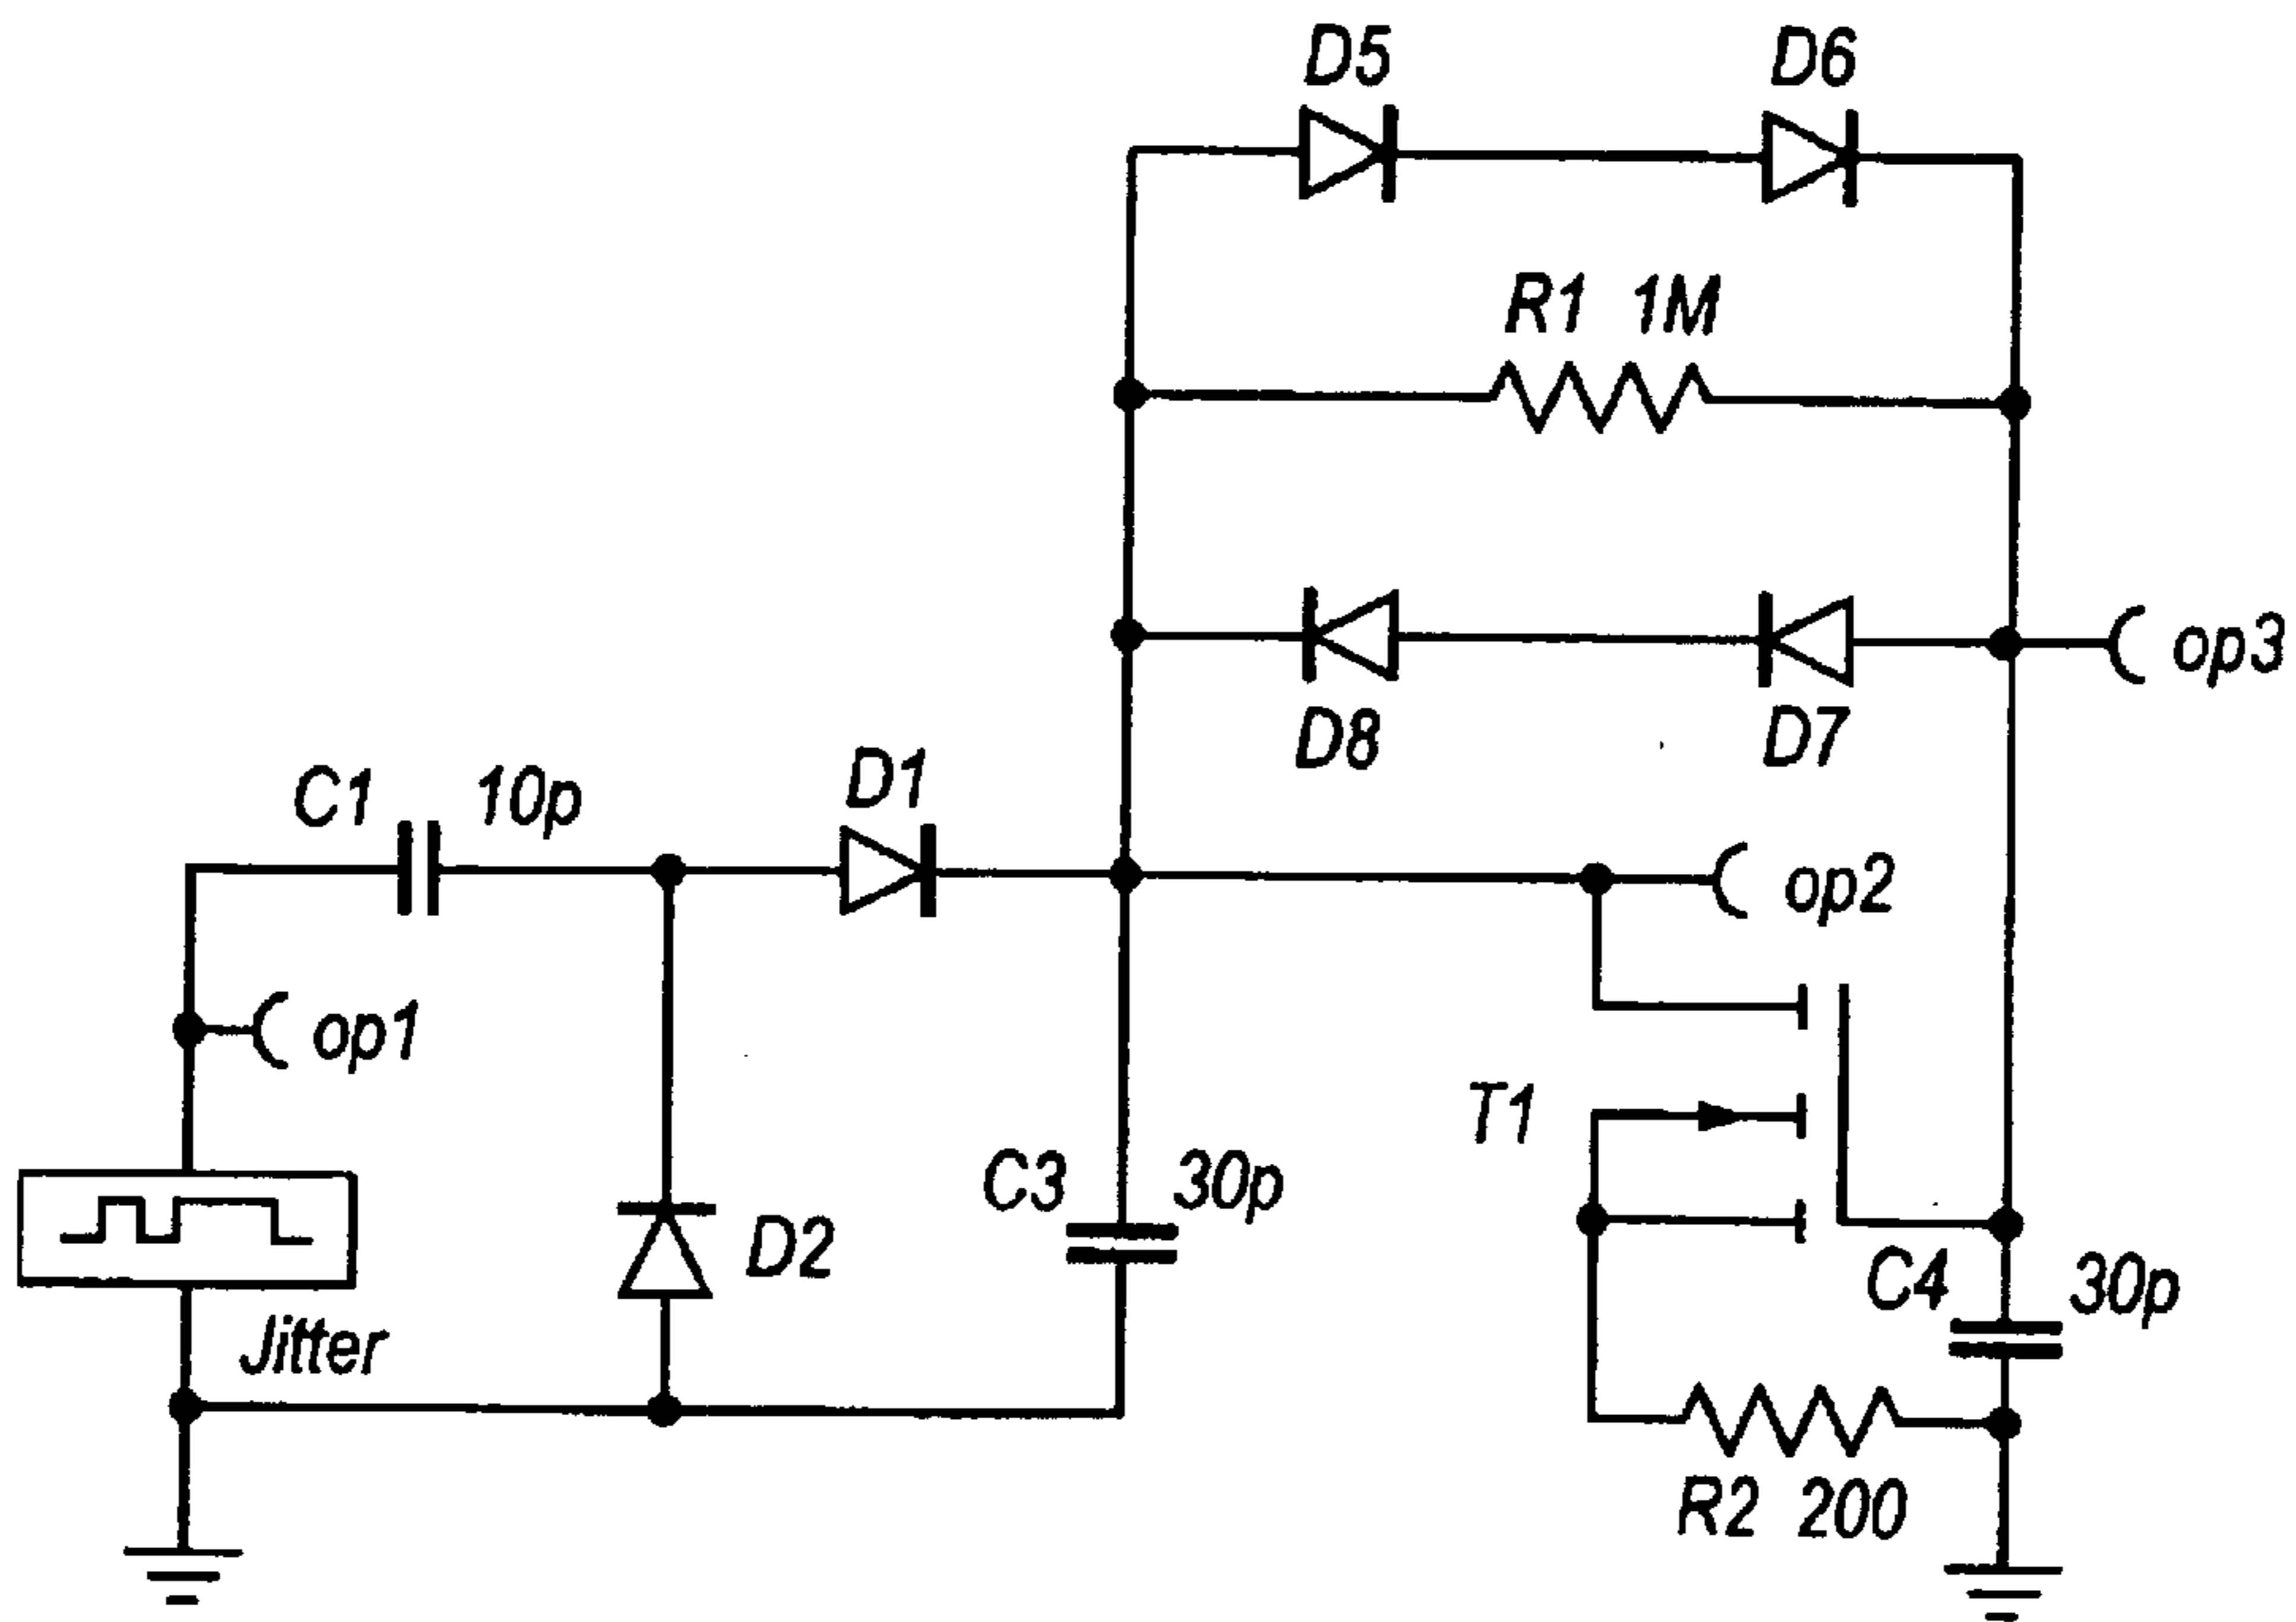 D5
D6
R1 1M
op3
D8
D7
C1 10p
D1
op2
op1
T1
C3 30p
D2
C4 30p
Jitter
R2 200